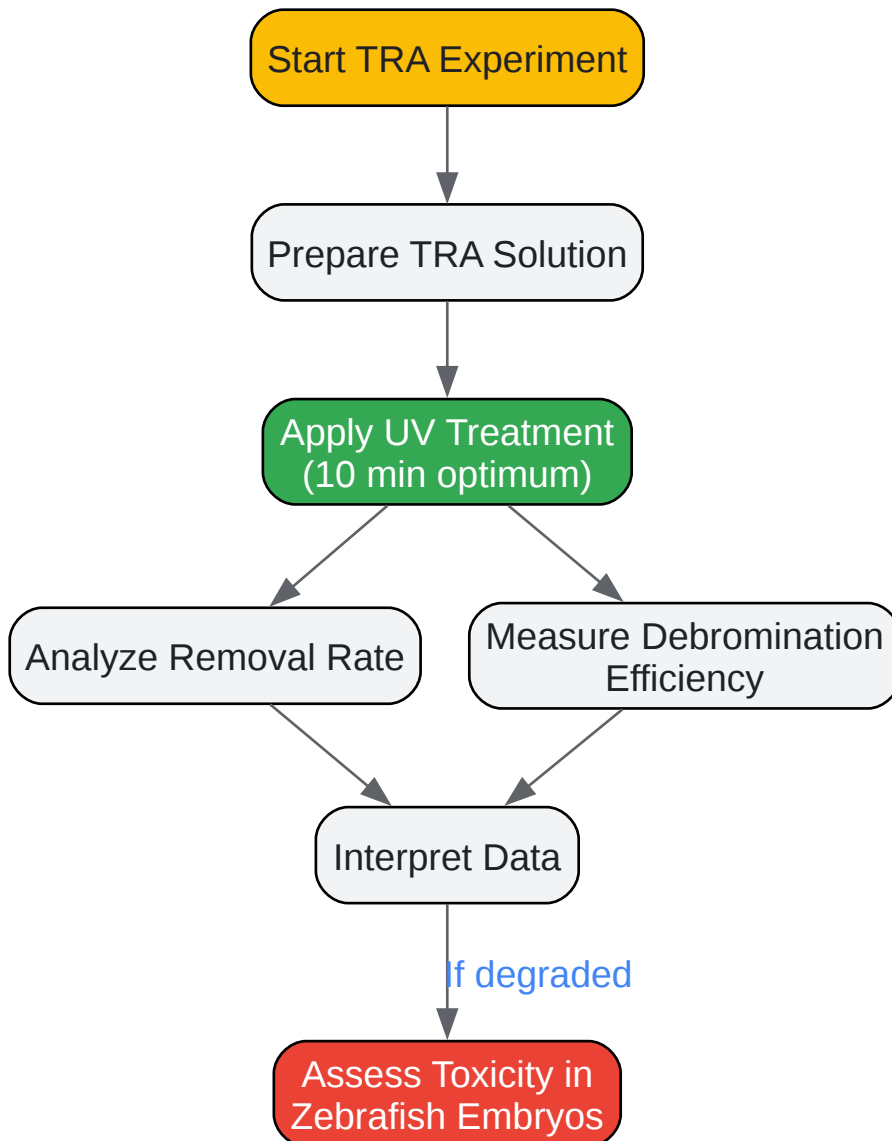 Start TRA Experiment
Prepare TRA Solution
Apply UV Treatment
(10 min optimum)
Analyze Removal Rate
Measure Debromination
Efficiency
Interpret Data
If degraded
Assess Toxicity in
Zebrafish Embryos